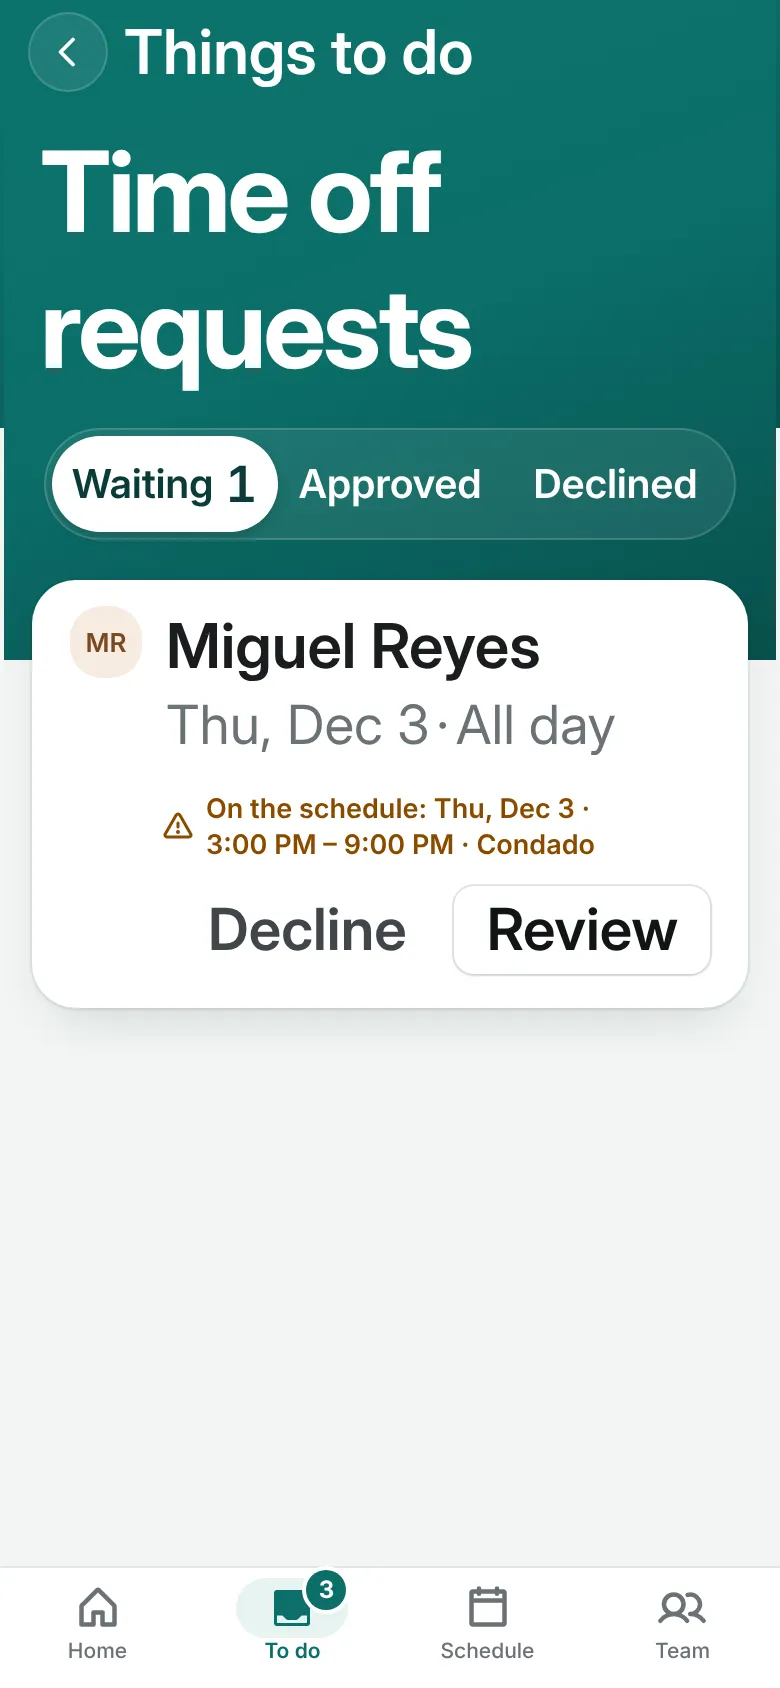 Things to do
Time off
requests
Waiting 1
Approved
Declined
MR
Miguel Reyes
Thu, Dec 3 · All day
On the schedule: Thu, Dec 3 ·
3:00 PM – 9:00 PM · Condado
Decline
Review
3
Home
To do
Schedule
Team